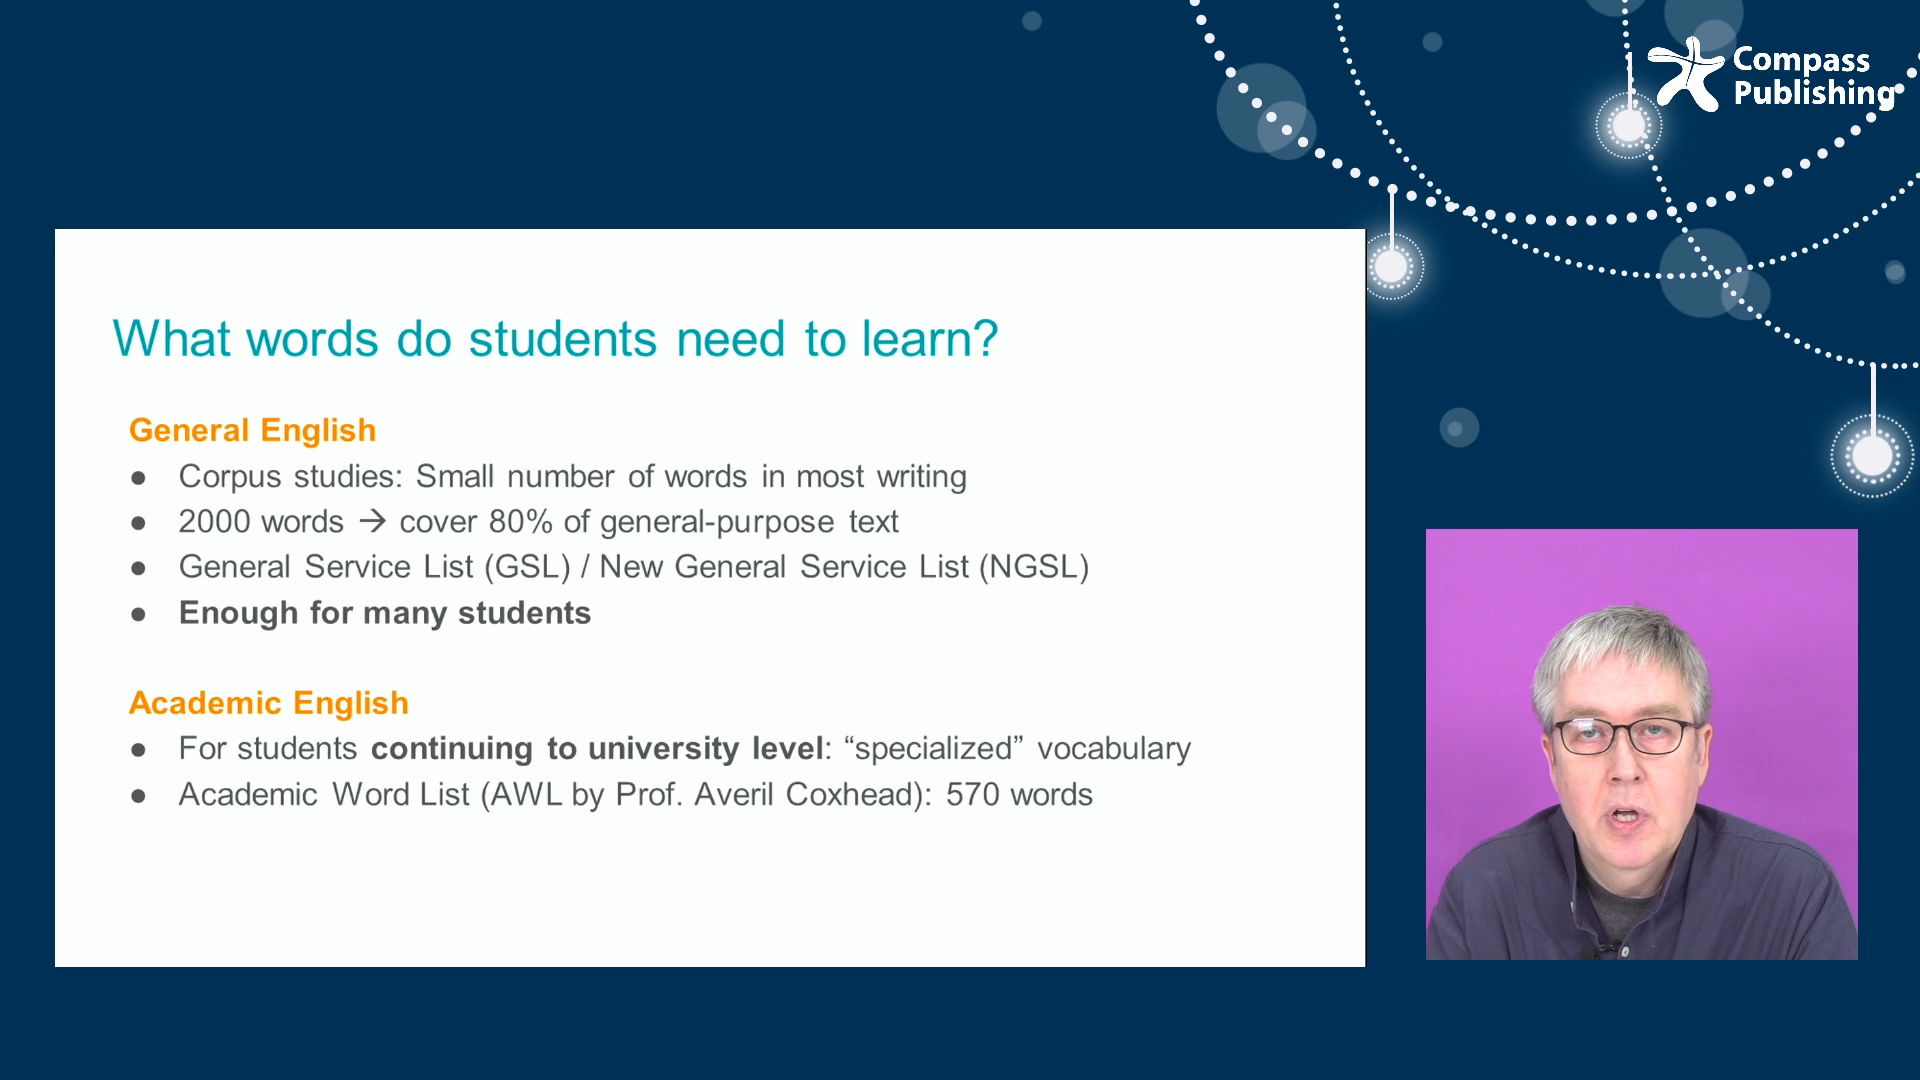 Compass
Publishing
What words do students need to learn?
General English
● Corpus studies: Small number of words in most writing
● 2000 words → cover 80% of general-purpose text
● General Service List (GSL) / New General Service List (NGSL)
● Enough for many students
Academic English
● For students continuing to university level: “specialized” vocabulary
● Academic Word List (AWL by Prof. Averil Coxhead): 570 words